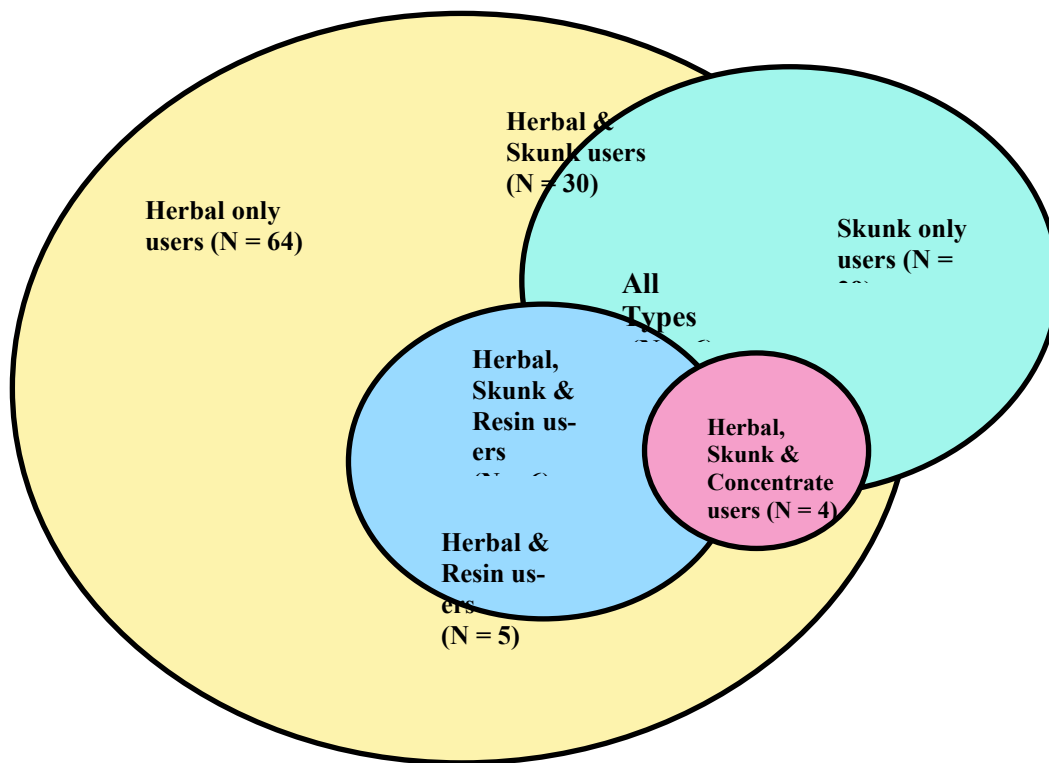 Herbal &
Skunk users
(N = 30)
Herbal only
users (N = 64)
Skunk only
users (N =
All
Types
Herbal,
Skunk &
Resin us-
ers
Herbal,
Skunk &
Concentrate
users (N = 4)
Herbal &
Resin us-
ers
(N = 5)